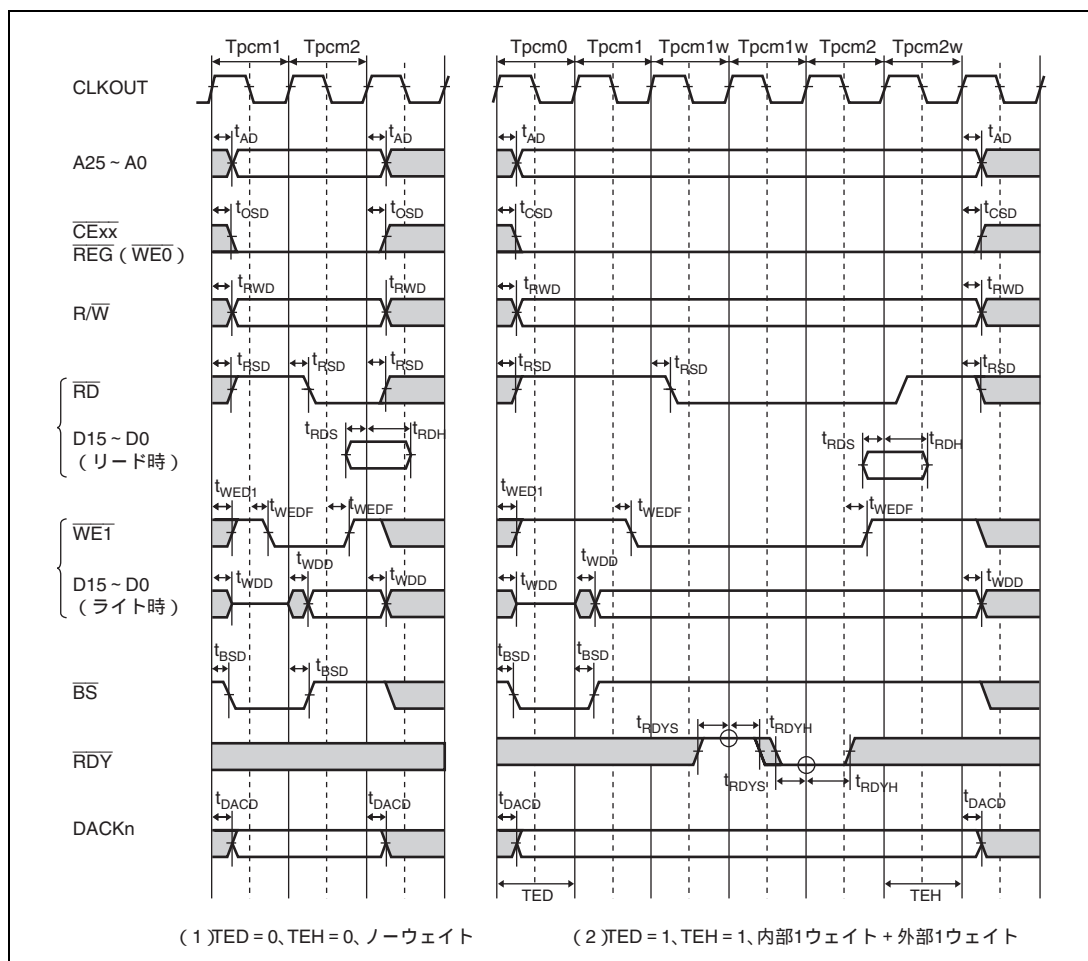 Tpcm1 Tpcm2 Tpcm0 Tpcm1 Tpcm1w Tpcm1w Tpcm2 Tpcm2w
CLKOUT
tAD tAD tAD tAD
A25 ~ A0
tOSD tOSD tCSD tCSD
CExx
REG ( WE0 )
tRWD tRWD tRWD tRWD
R/W
tRSD tRSD tRSD tRSD tRSD tRSD
RD
tRDS tRDH tRDS tRDH
D15 ~ D0
( リード時 )
tWED1 tWEDF tWEDF tWED1 tWEDF tWEDF
WE1
tWDD tWDD tWDD tWDD tWDD tWDD
D15 ~ D0
( ライト時 )
tBSD tBSD tBSD tBSD
BS
tRDYS tRDYH
RDY
tRDYS tRDYH
tDACD tDACD tDACD tDACD
DACKn
TED TEH
( 1 )TED = 0、TEH = 0、ノーウェイト
( 2 )TED = 1、TEH = 1、内部1ウェイト + 外部1ウェイト